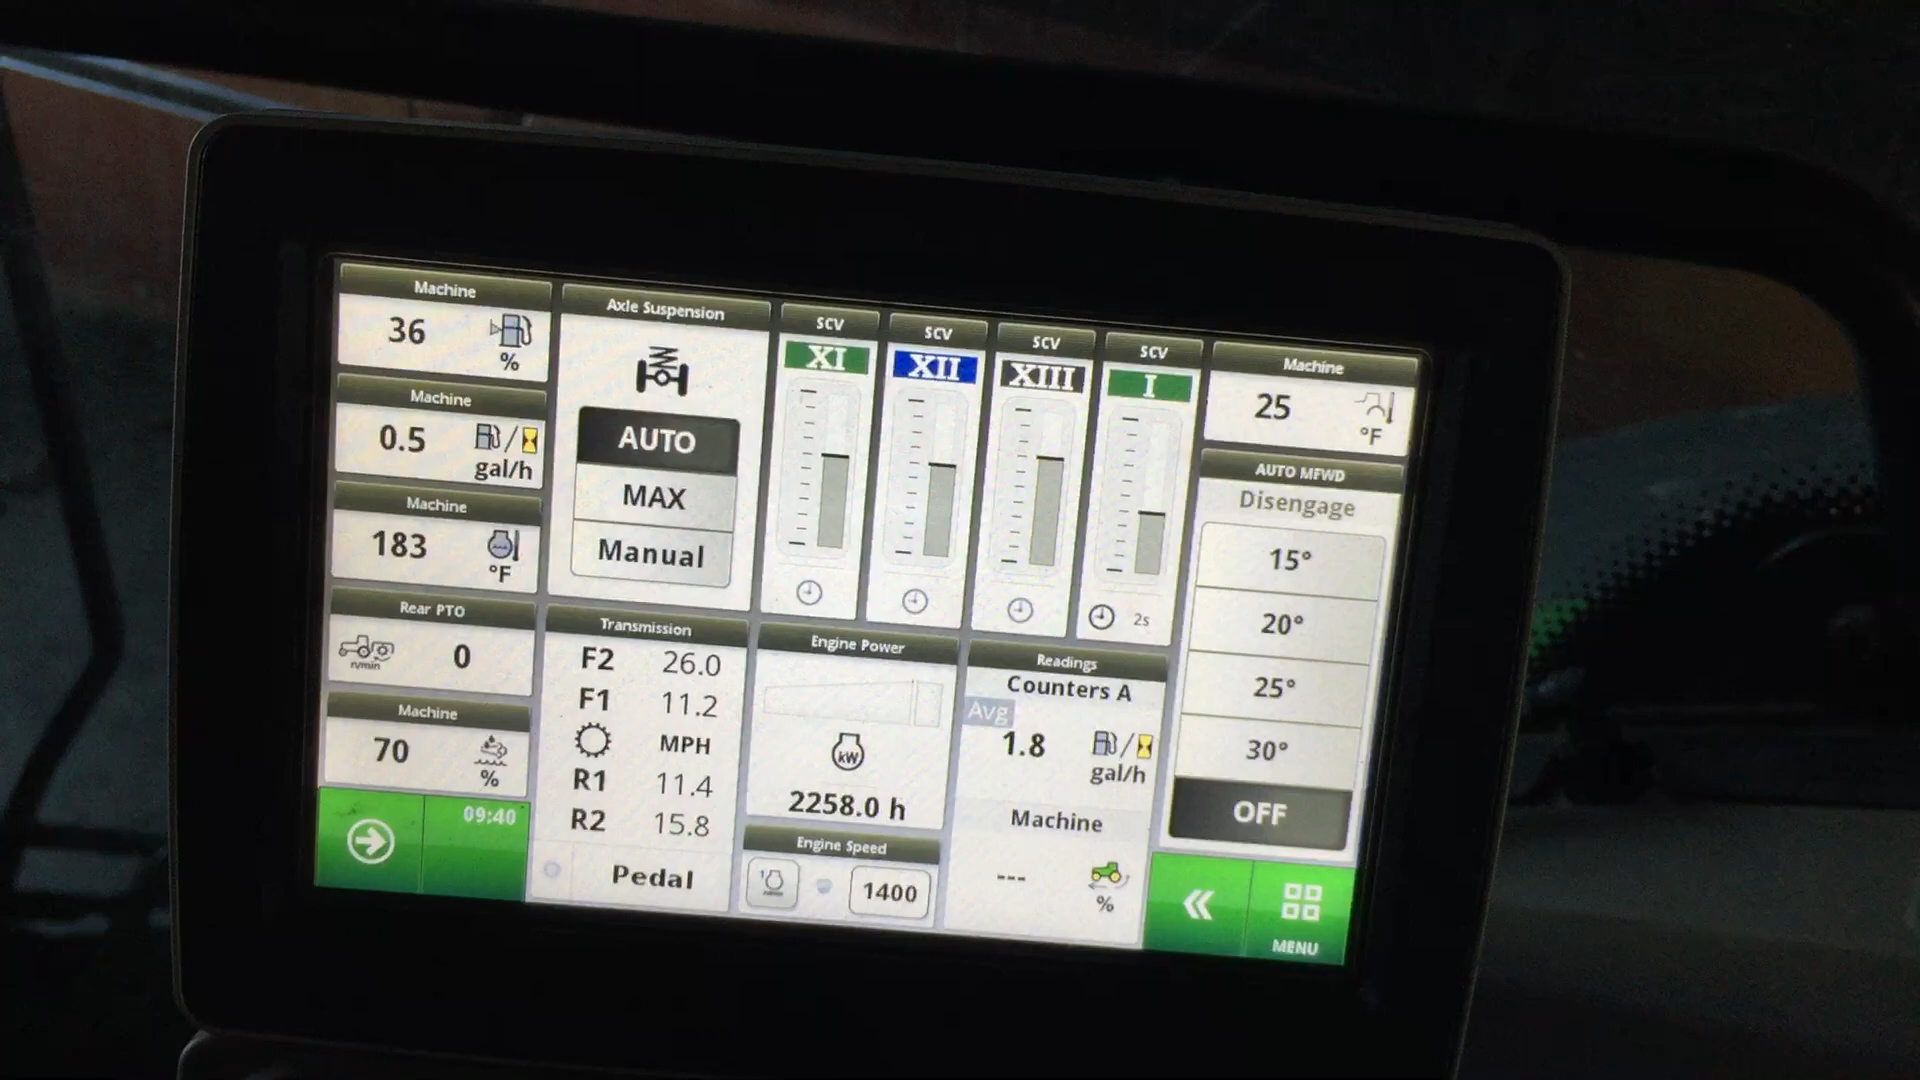 Machine
36
%
Machine
0.5
gal/h
Machine
183
°F
Rear PTO
n/min
0
Machine
70
%
09:40
Axle Suspension
AUTO
MAX
Manual
Transmission
F2 26.0
F1 11.2
MPH
R1 11.4
R2 15.8
Pedal
SCV
XI
SCV
XII
SCV
XIII
SCV
I
2s
Engine Power
kW
2258.0 h
Engine Speed
1
1400
Readings
Counters A
Avg
1.8
gal/h
Machine
---
%
Machine
25
°F
AUTO MFWD
Disengage
15°
20°
25°
30°
OFF
MENU